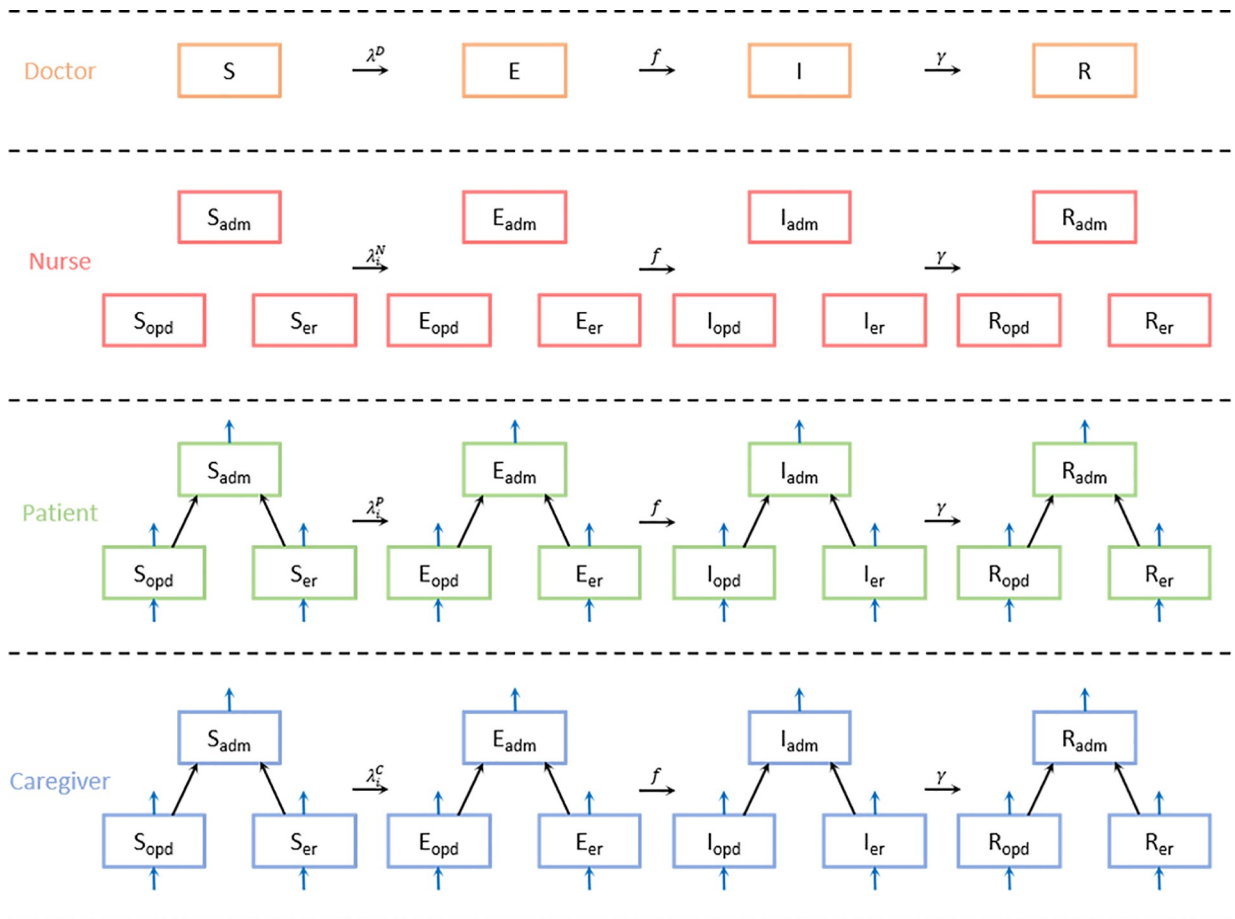 λ^D f γ
Doctor S E I R
S_adm E_adm I_adm R_adm
Nurse λ_i^N f γ
S_opd S_er E_opd E_er I_opd I_er R_opd R_er
S_adm E_adm I_adm R_adm
Patient λ_i^P f γ
S_opd S_er E_opd E_er I_opd I_er R_opd R_er
S_adm E_adm I_adm R_adm
Caregiver λ_i^C f γ
S_opd S_er E_opd E_er I_opd I_er R_opd R_er